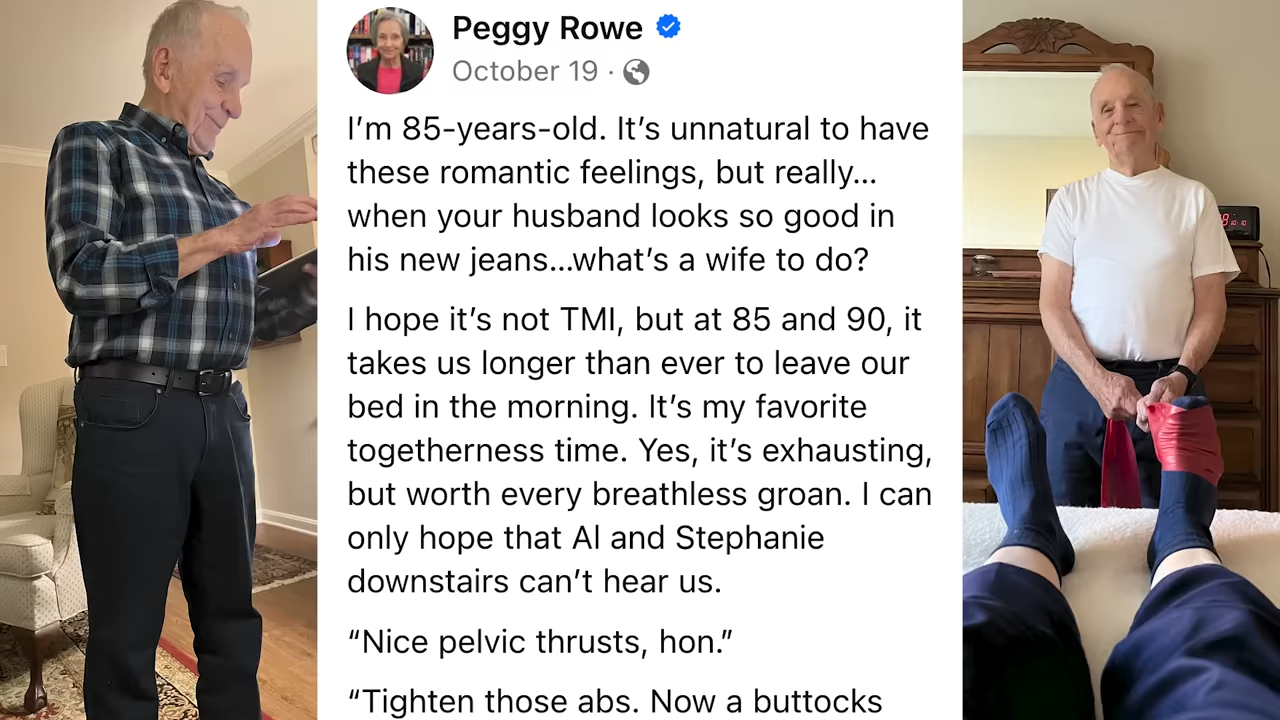 Peggy Rowe
October 19 ·
I'm 85-years-old. It's unnatural to have
these romantic feelings, but really...
when your husband looks so good in
his new jeans...what's a wife to do?
I hope it's not TMI, but at 85 and 90, it
takes us longer than ever to leave our
bed in the morning. It's my favorite
togetherness time. Yes, it's exhausting,
but worth every breathless groan. I can
only hope that Al and Stephanie
downstairs can't hear us.
“Nice pelvic thrusts, hon.”
“Tighten those abs. Now a buttocks